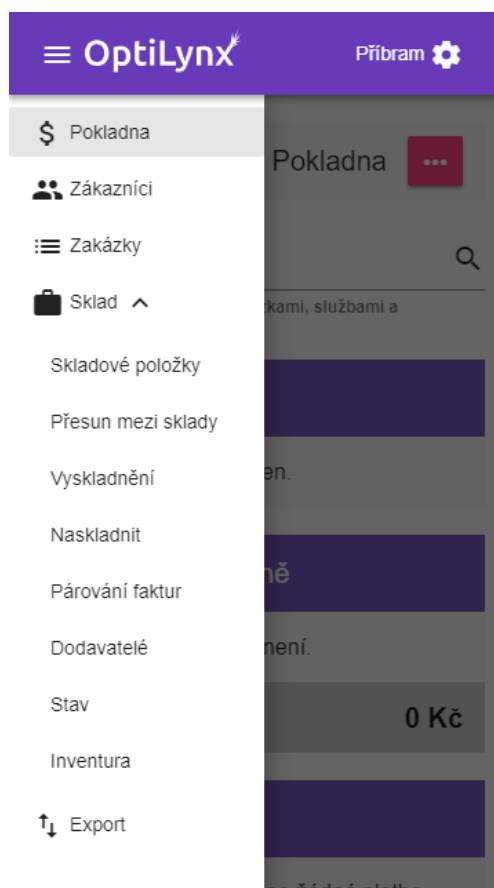 OptiLynx
Příbram
Pokladna
Pokladna
Zákazníci
Zakázky
Sklad
kami, službami a
Skladové položky
Přesun mezi sklady
Vyskladnění
en.
Naskladnit
Párování faktur
ně
Dodavatelé
není.
Stav
0 Kč
Inventura
Export